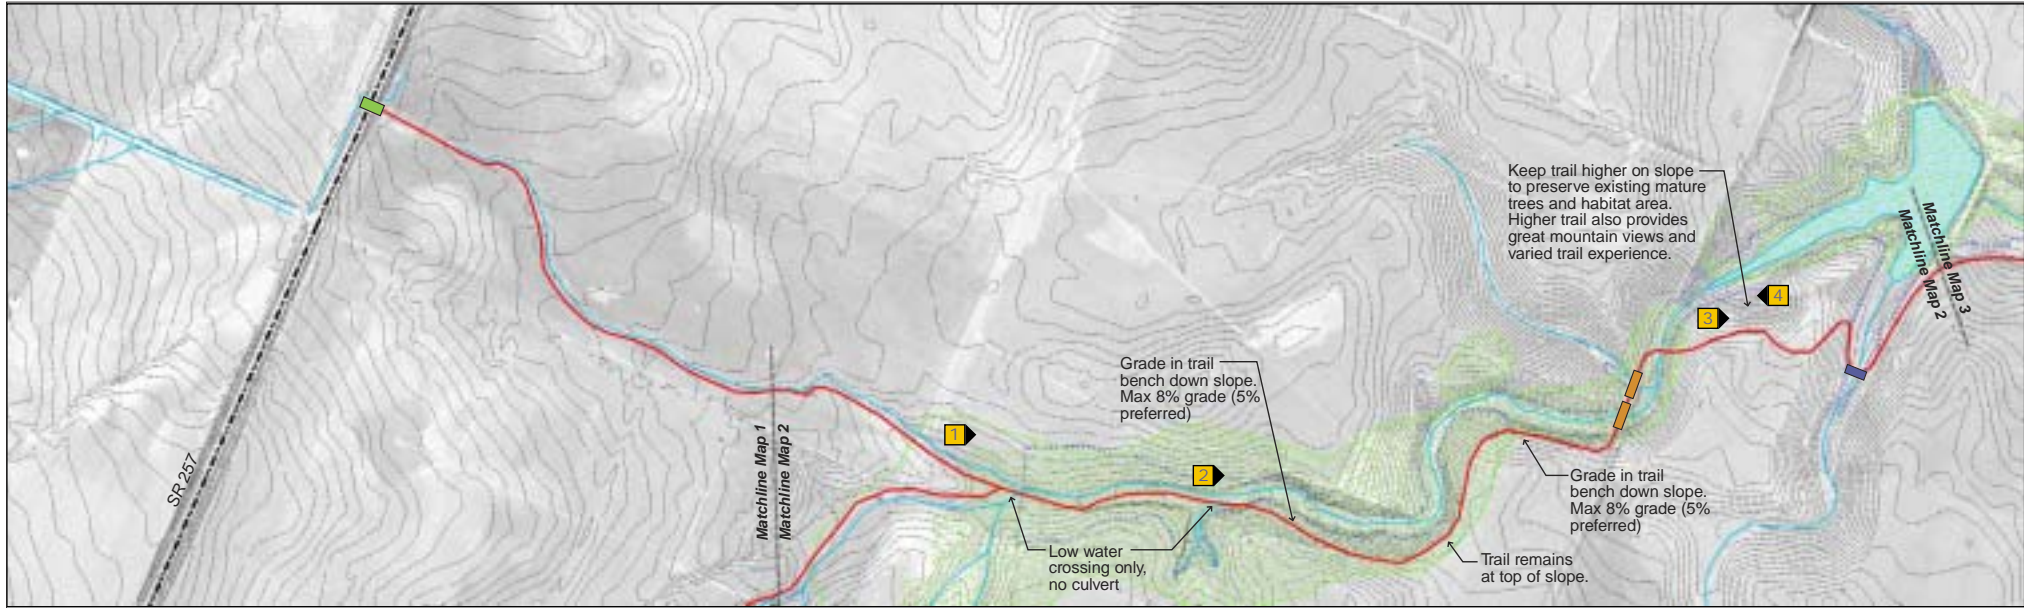 Keep trail higher on slope
to preserve existing mature
trees and habitat area.
Higher trail also provides
great mountain views and
varied trail experience.
Matchline Map 3
Matchline Map 2
4
3
Grade in trail
bench down slope.
Max 8% grade (5%
preferred)
Matchline Map 1
Matchline Map 2
1
2
SR 257
Grade in trail
bench down slope.
Max 8% grade (5%
preferred)
Low water
crossing only,
no culvert
Trail remains
at top of slope.